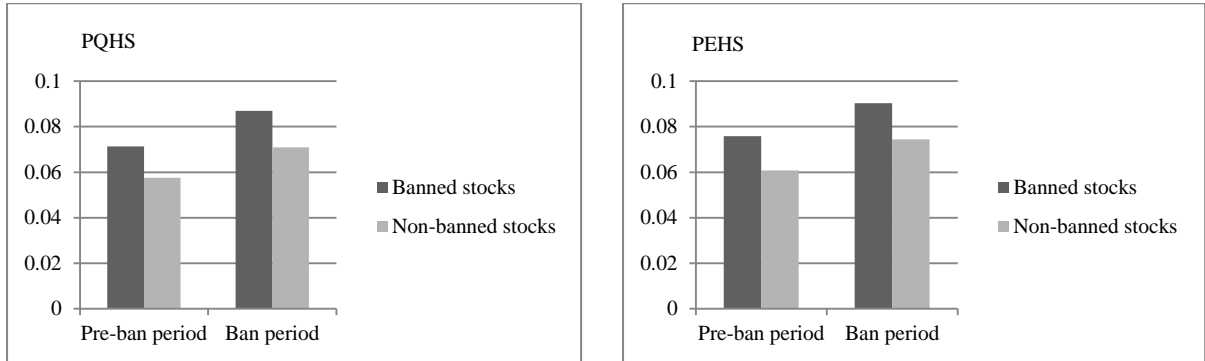 PQHS
0.1
0.08
0.06
0.04
0.02
0
Pre-ban period Ban period
Banned stocks
Non-banned stocks
PEHS
0.1
0.08
0.06
0.04
0.02
0
Pre-ban period Ban period
Banned stocks
Non-banned stocks